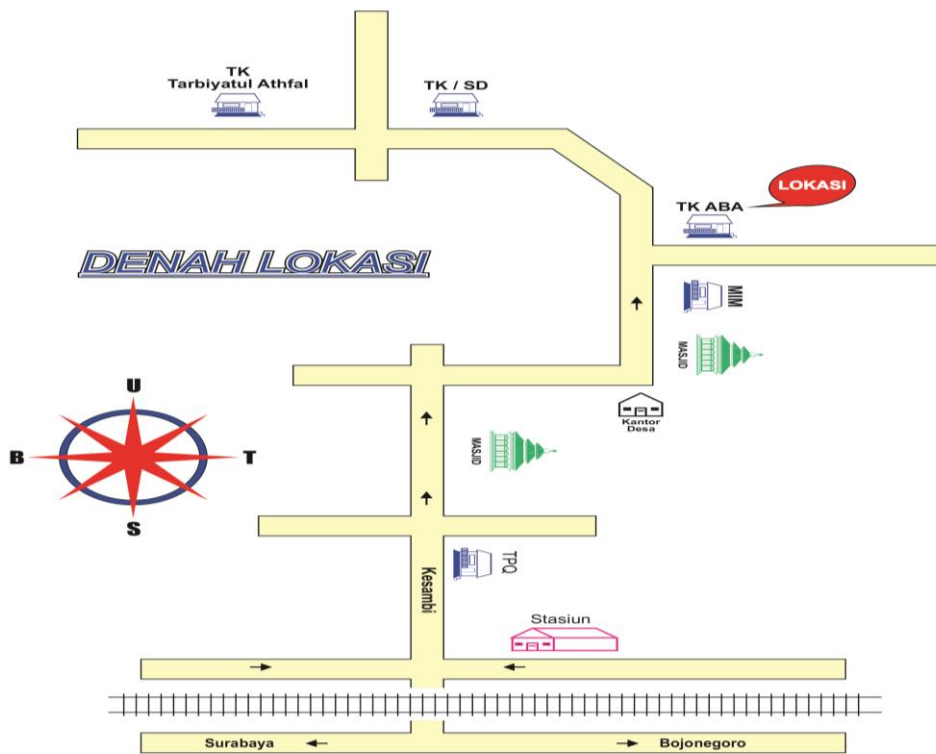 TK
Tarbiyatul Athfal
TK / SD
LOKASI
TK ABA
DENAH LOKASI
MIM
MASJID
U
B
T
S
Kantor
Desa
MASJID
TPQ
Kesambi
Stasiun
Surabaya
Bojonegoro